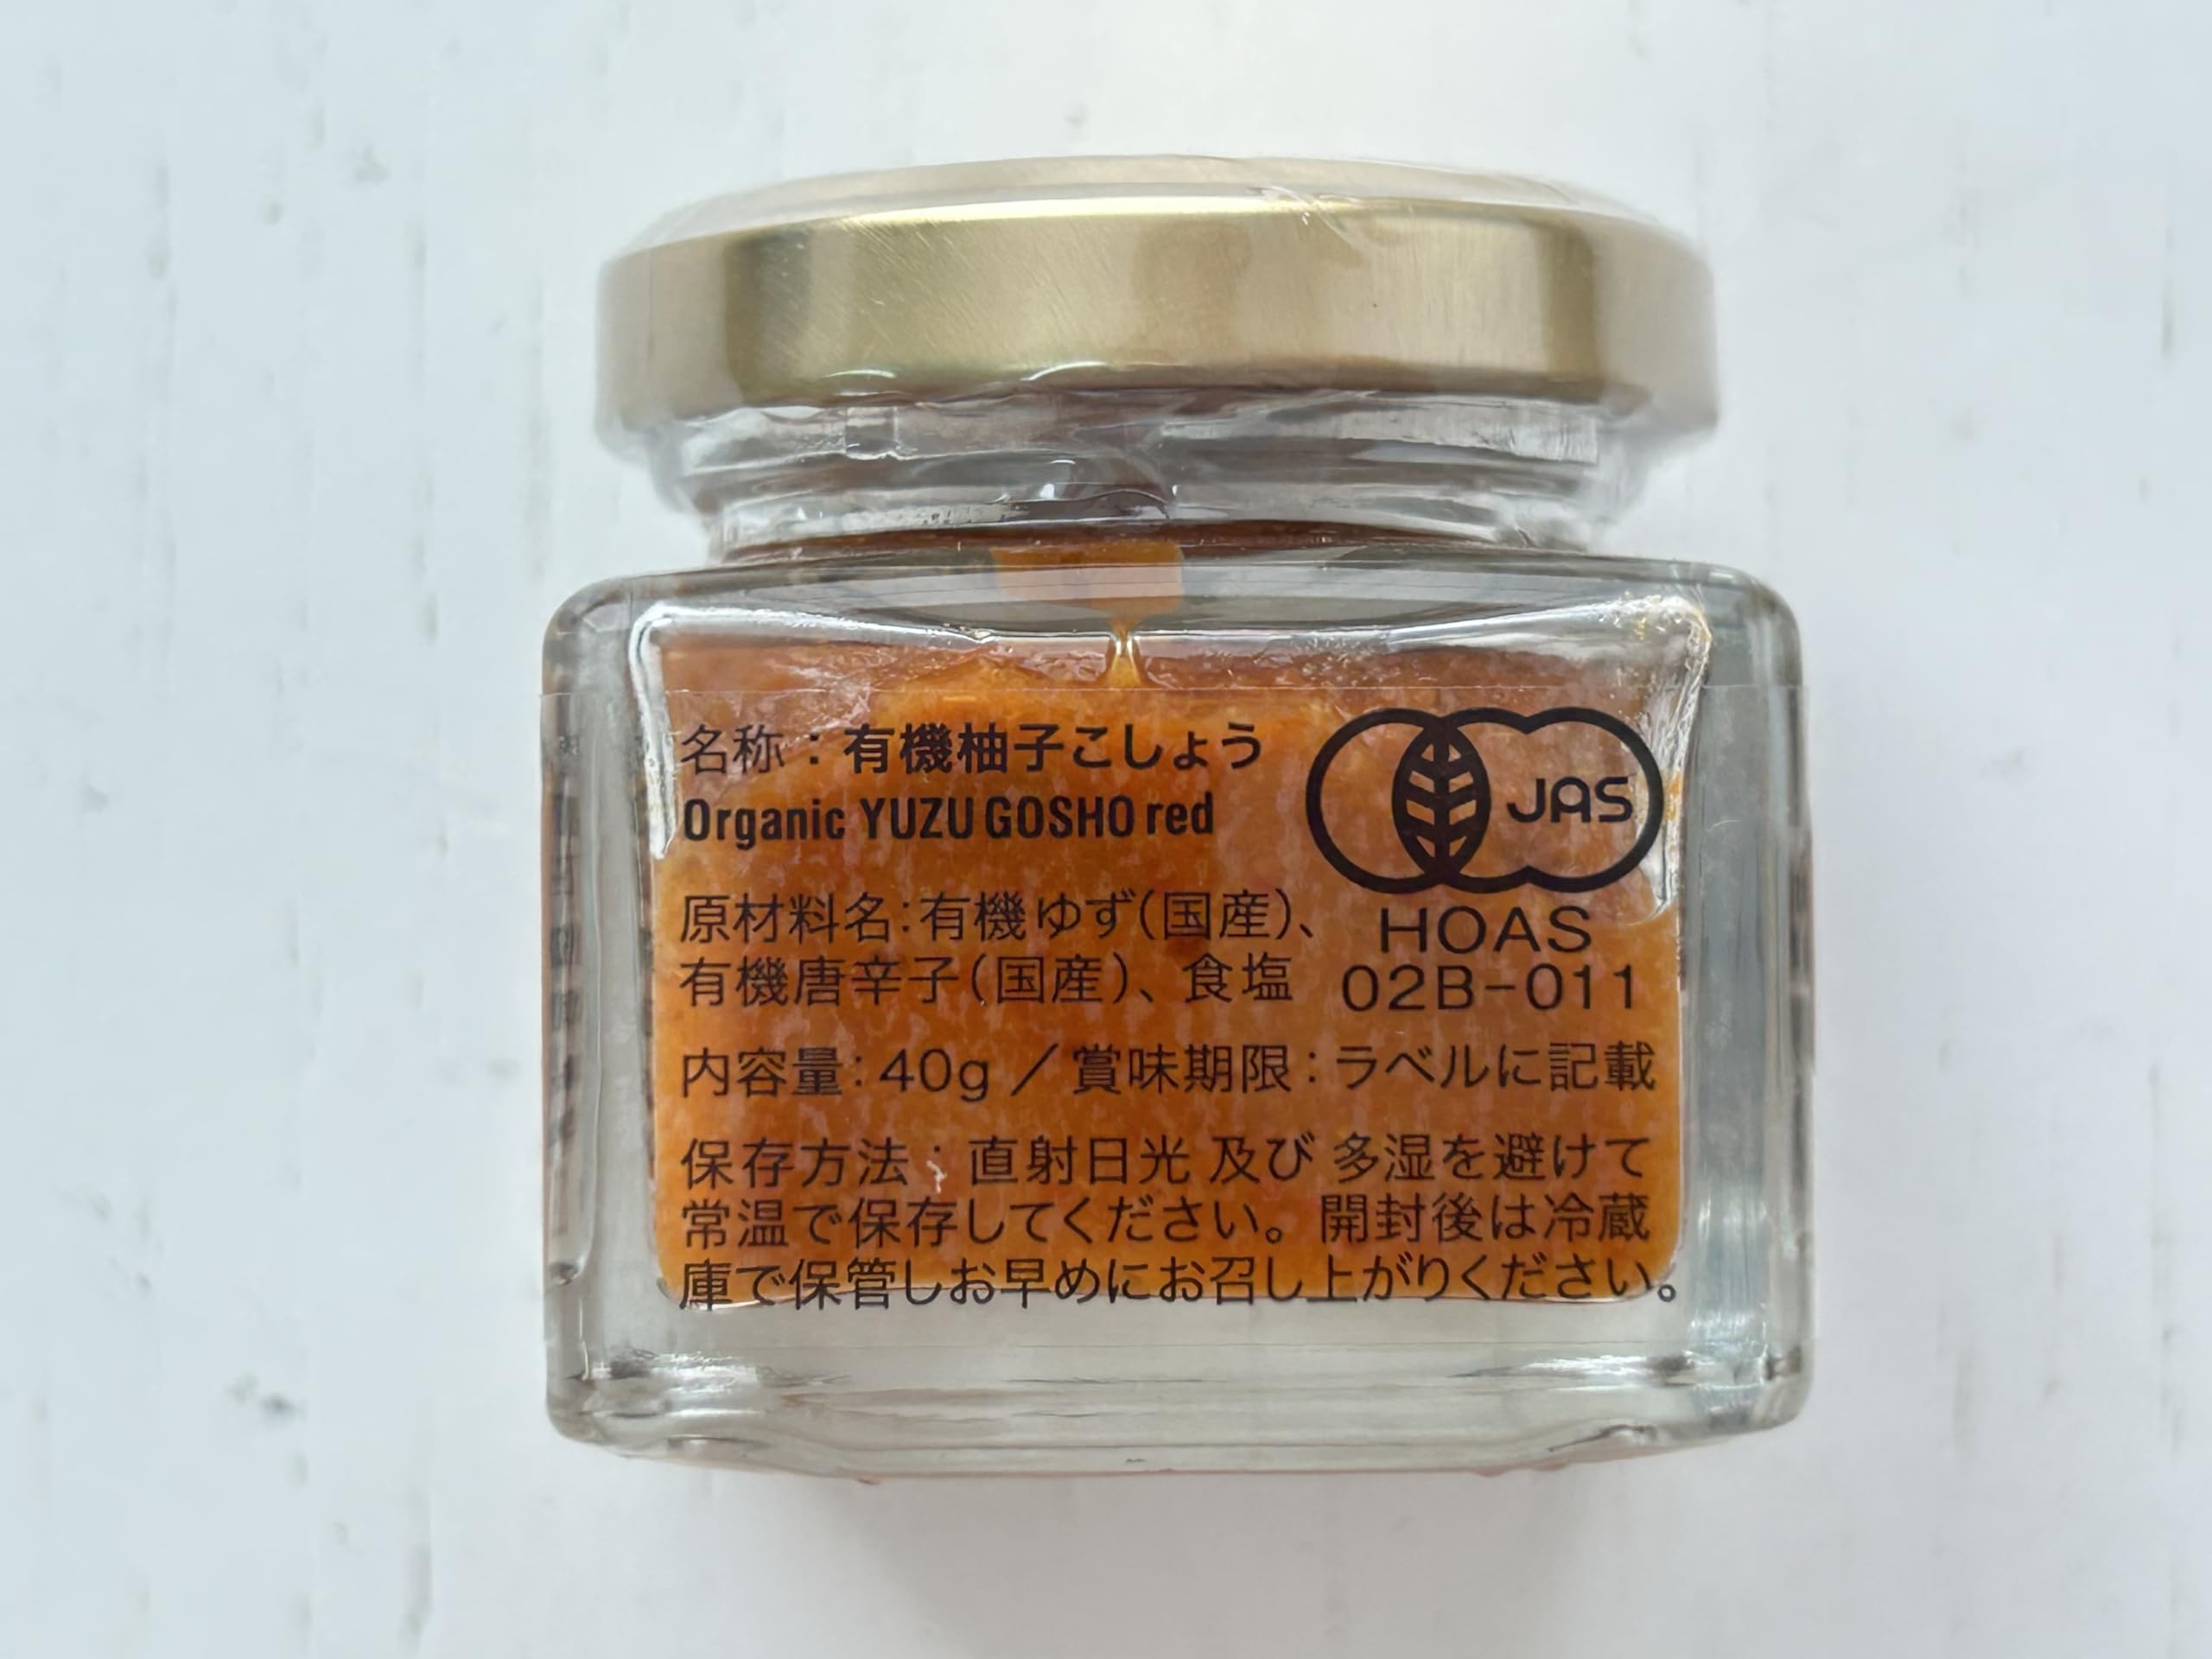 名称：有機柚子こしょう
Organic YUZU GOSHO red
JAS
HOAS
02B-011
原材料名：有機ゆず（国産）、
有機唐辛子（国産）、食塩
内容量：40g／賞味期限：ラベルに記載
保存方法：直射日光 及び 多湿を避けて
常温で保存してください。開封後は冷蔵
庫で保管しお早めにお召し上がりください。